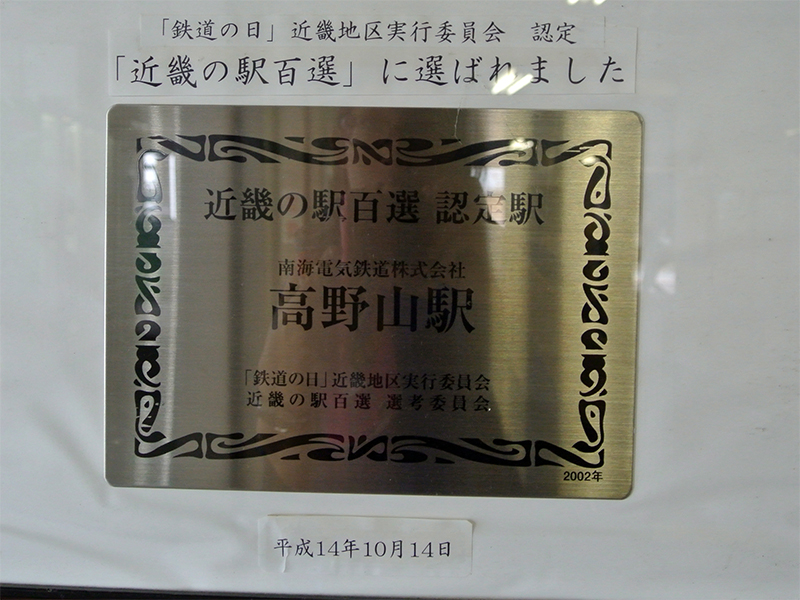 「鉄道の日」近畿地区実行委員会 認定
「近畿の駅百選」に選ばれました
近畿の駅百選 認定駅
南海電気鉄道株式会社
高野山駅
「鉄道の日」近畿地区実行委員会
近畿の駅百選 選考委員会
2002年
平成14年10月14日